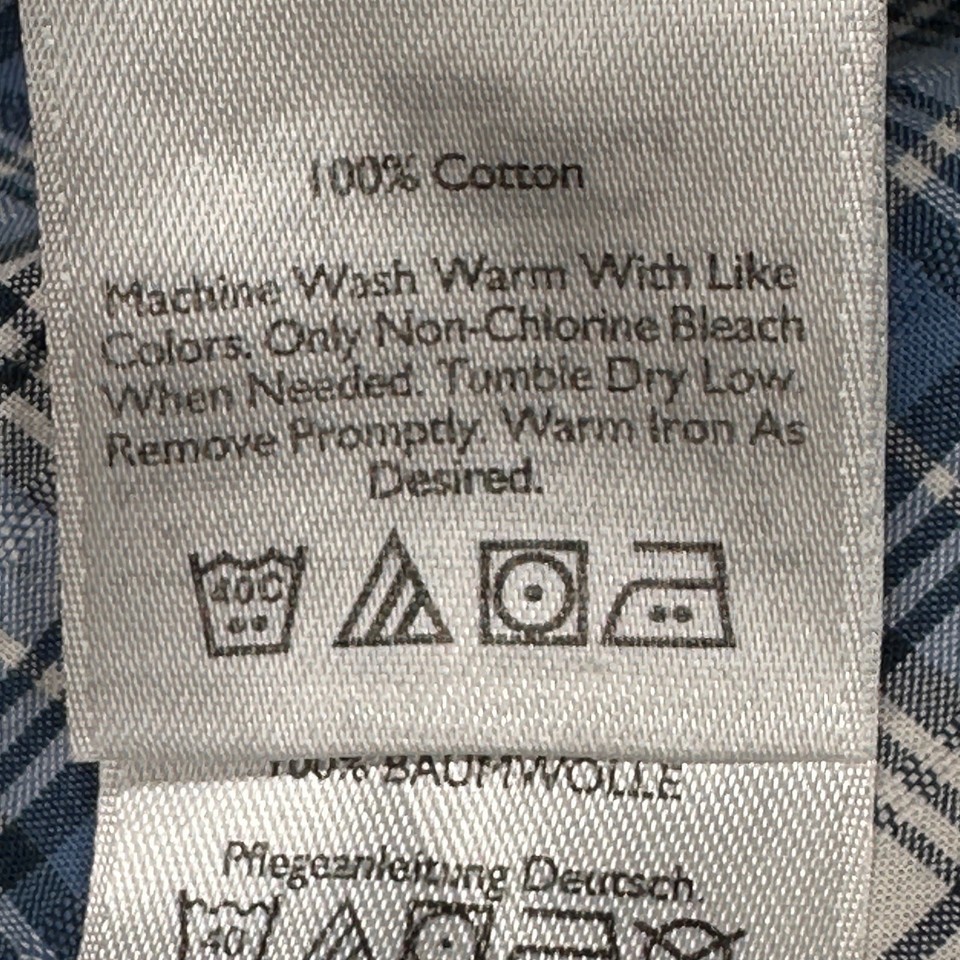 100% Cotton
Machine Wash Warm With Like
Colors. Only Non-Chlorine Bleach
When Needed. Tumble Dry Low.
Remove Promptly. Warm Iron As
Desired.
40C
100% BAUMWOLLE
Pflegeanleitung Deutsch.
40